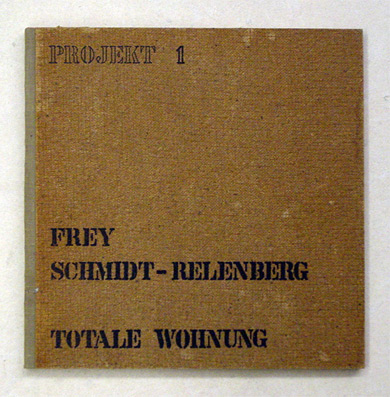 PROJEKT 1
FREY
SCHMIDT-RELENBERG
TOTALE WOHNUNG